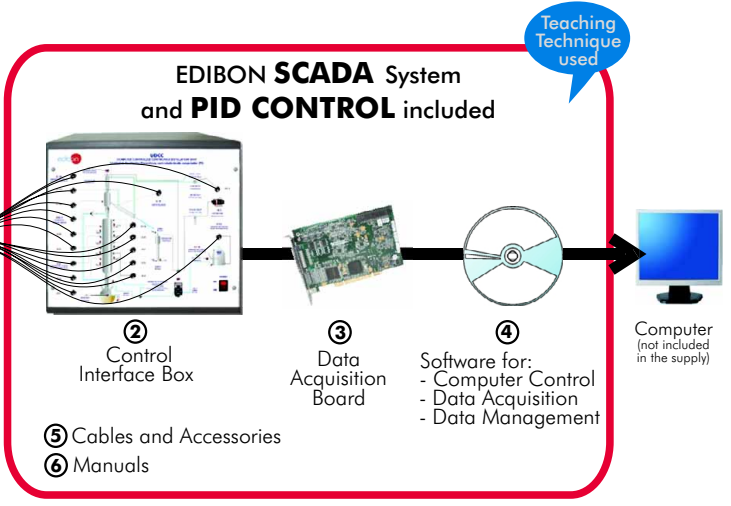 Teaching
Technique
used
EDIBON SCADA System
and PID CONTROL included
edibon
2
Control
Interface Box
3
Data
Acquisition
Board
4
Software for:
- Computer Control
- Data Acquisition
- Data Management
Computer
(not included
in the supply)
5 Cables and Accessories
6 Manuals